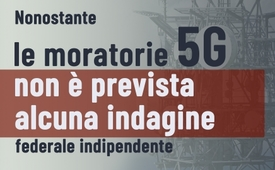 Nonostante
le moratorie 5G
non è prevista
alcuna indagine
federale indipendente